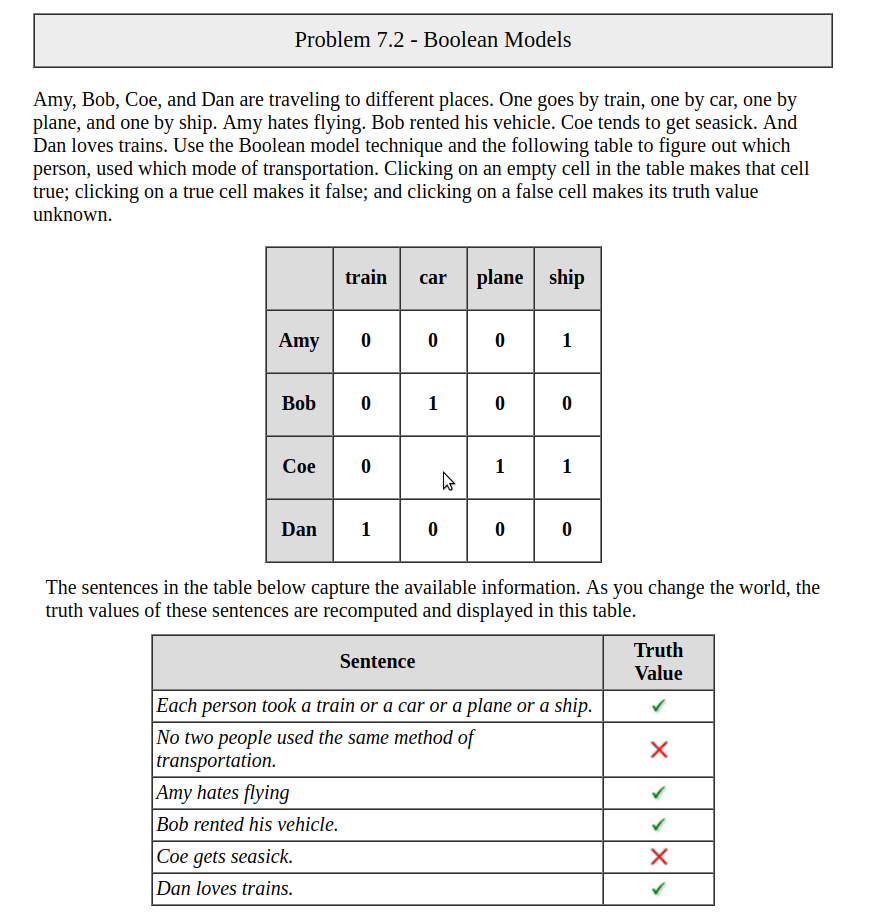 Problem 7.2 - Boolean Models
Amy, Bob, Coe, and Dan are traveling to different places. One goes by train, one by car, one by
plane, and one by ship. Amy hates flying. Bob rented his vehicle. Coe tends to get seasick. And
Dan loves trains. Use the Boolean model technique and the following table to figure out which
person, used which mode of transportation. Clicking on an empty cell in the table makes that cell
true; clicking on a true cell makes it false; and clicking on a false cell makes its truth value
unknown.
train car plane ship
Amy 0 0 0 1
Bob 0 1 0 0
Coe 0 1 1
Dan 1 0 0 0
The sentences in the table below capture the available information. As you change the world, the
truth values of these sentences are recomputed and displayed in this table.
Sentence
Truth
Value
Each person took a train or a car or a plane or a ship.
No two people used the same method of
transportation.
Amy hates flying
Bob rented his vehicle.
Coe gets seasick.
Dan loves trains.